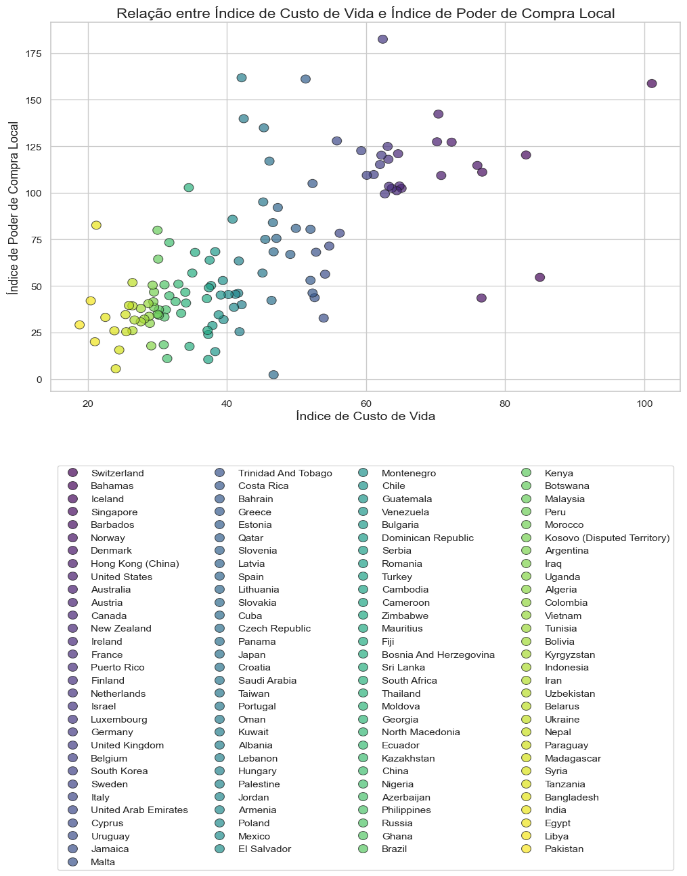 Relação entre Índice de Custo de Vida e Índice de Poder de Compra Local
Índice de Poder de Compra Local
175
150
125
100
75
50
25
0
20 40 60 80 100
Índice de Custo de Vida
Switzerland Trinidad And Tobago Montenegro Kenya
Bahamas Costa Rica Chile Botswana
Iceland Bahrain Guatemala Malaysia
Singapore Greece Venezuela Peru
Barbados Estonia Bulgaria Morocco
Norway Qatar Dominican Republic Kosovo (Disputed Territory)
Denmark Slovenia Serbia Argentina
Hong Kong (China) Latvia Romania Iraq
United States Spain Turkey Uganda
Australia Lithuania Cambodia Algeria
Austria Slovakia Cameroon Colombia
Canada Cuba Zimbabwe Vietnam
New Zealand Czech Republic Mauritius Tunisia
Ireland Panama Fiji Bolivia
France Japan Bosnia And Herzegovina Kyrgyzstan
Puerto Rico Croatia Sri Lanka Indonesia
Finland Saudi Arabia South Africa Iran
Netherlands Taiwan Thailand Uzbekistan
Israel Portugal Moldova Belarus
Luxembourg Oman Georgia Ukraine
Germany Kuwait North Macedonia Nepal
United Kingdom Albania Ecuador Paraguay
Belgium Lebanon Kazakhstan Madagascar
South Korea Hungary China Syria
Sweden Palestine Nigeria Tanzania
Italy Jordan Azerbaijan Bangladesh
United Arab Emirates Armenia Philippines India
Cyprus Poland Russia Egypt
Uruguay Mexico Ghana Libya
Jamaica El Salvador Brazil Pakistan
Malta